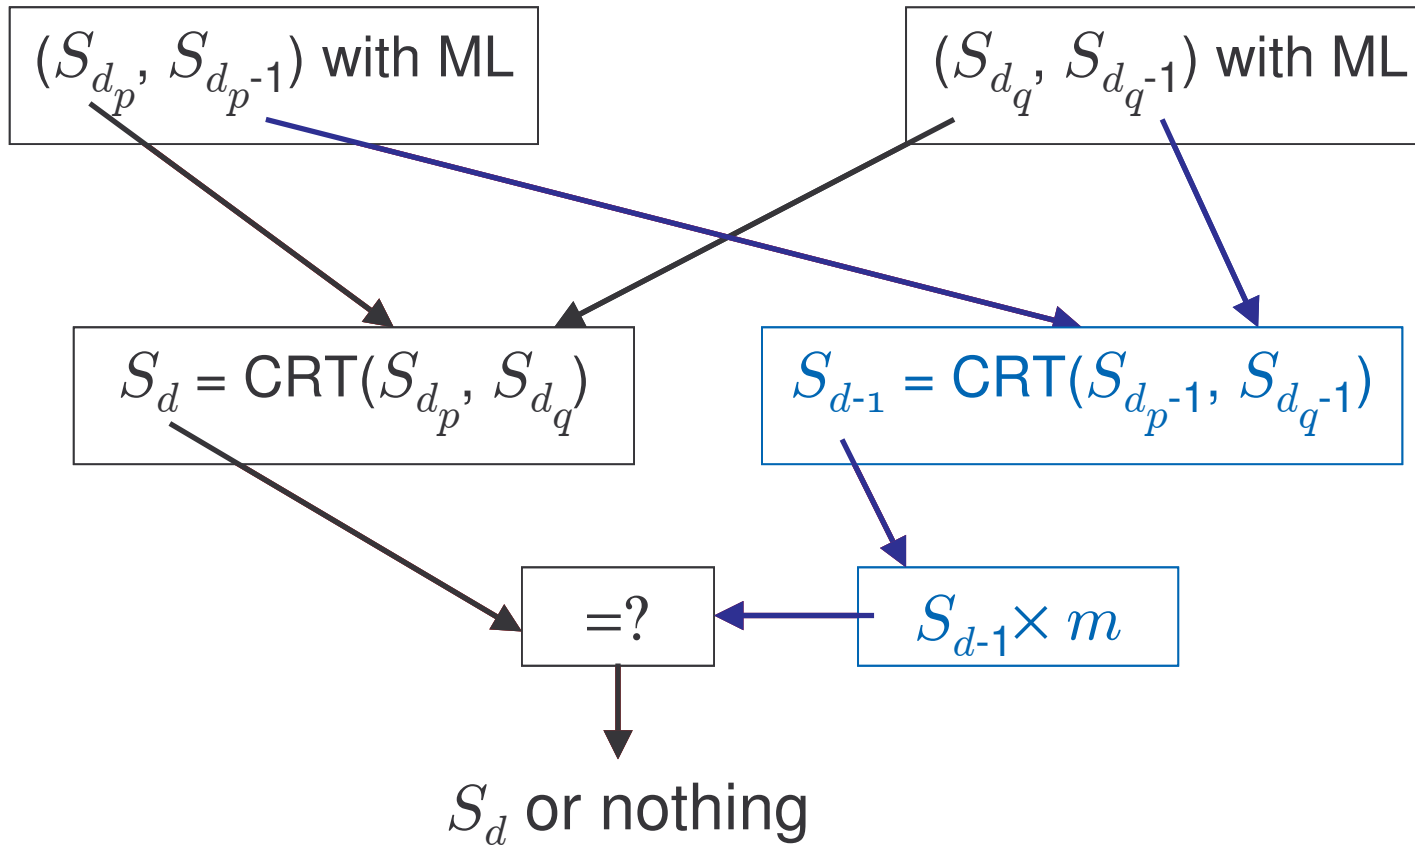 (S_{d_p}, S_{d_p-1}) with ML
(S_{d_q}, S_{d_q-1}) with ML
S_d = CRT(S_{d_p}, S_{d_q})
S_{d-1} = CRT(S_{d_p-1}, S_{d_q-1})
=?
S_{d-1}× m
S_d or nothing